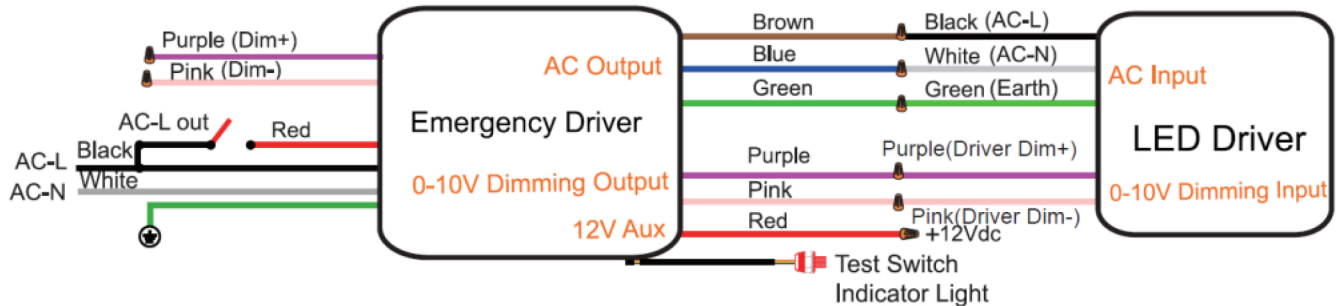 Purple (Dim+)
Pink (Dim-)
AC-L out
Red
AC-L
Black
AC-N
White
AC Output
Emergency Driver
0-10V Dimming Output
12V Aux
Brown
Blue
Green
Purple
Pink
Red
Black (AC-L)
White (AC-N)
Green (Earth)
Purple(Driver Dim+)
Pink(Driver Dim-)
+12Vdc
Test Switch
Indicator Light
AC Input
LED Driver
0-10V Dimming Input